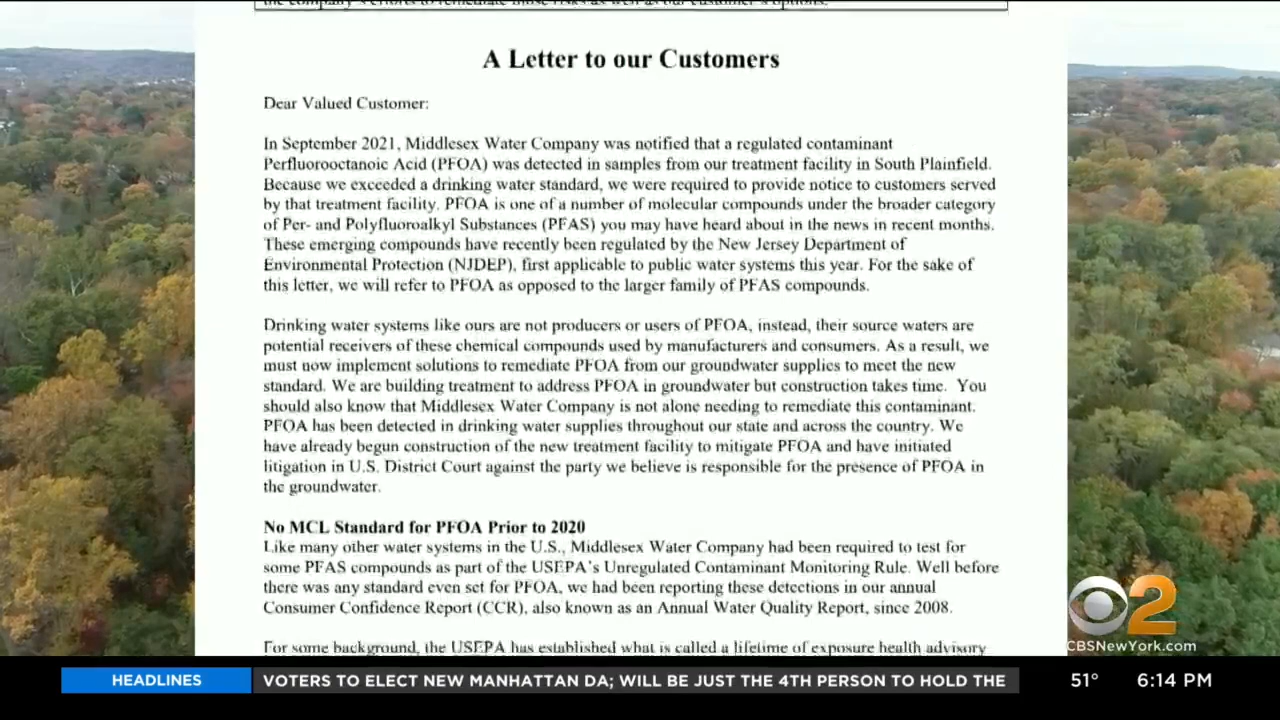 the company's efforts to remediate those risks as well as our customer's options.
A Letter to our Customers
Dear Valued Customer:
In September 2021, Middlesex Water Company was notified that a regulated contaminant
Perfluorooctanoic Acid (PFOA) was detected in samples from our treatment facility in South Plainfield.
Because we exceeded a drinking water standard, we were required to provide notice to customers served
by that treatment facility. PFOA is one of a number of molecular compounds under the broader category
of Per- and Polyfluoroalkyl Substances (PFAS) you may have heard about in the news in recent months.
These emerging compounds have recently been regulated by the New Jersey Department of
Environmental Protection (NJDEP), first applicable to public water systems this year. For the sake of
this letter, we will refer to PFOA as opposed to the larger family of PFAS compounds.
Drinking water systems like ours are not producers or users of PFOA, instead, their source waters are
potential receivers of these chemical compounds used by manufacturers and consumers. As a result, we
must now implement solutions to remediate PFOA from our groundwater supplies to meet the new
standard. We are building treatment to address PFOA in groundwater but construction takes time. You
should also know that Middlesex Water Company is not alone needing to remediate this contaminant.
PFOA has been detected in drinking water supplies throughout our state and across the country. We
have already begun construction of the new treatment facility to mitigate PFOA and have initiated
litigation in U.S. District Court against the party we believe is responsible for the presence of PFOA in
the groundwater.
No MCL Standard for PFOA Prior to 2020
Like many other water systems in the U.S., Middlesex Water Company had been required to test for
some PFAS compounds as part of the USEPA's Unregulated Contaminant Monitoring Rule. Well before
there was any standard even set for PFOA, we had been reporting these detections in our annual
Consumer Confidence Report (CCR), also known as an Annual Water Quality Report, since 2008.
For some background, the USEPA has established what is called a lifetime of exposure health advisory
2
CBSNewYork.com
HEADLINES
VOTERS TO ELECT NEW MANHATTAN DA; WILL BE JUST THE 4TH PERSON TO HOLD THE
51°
6:14 PM